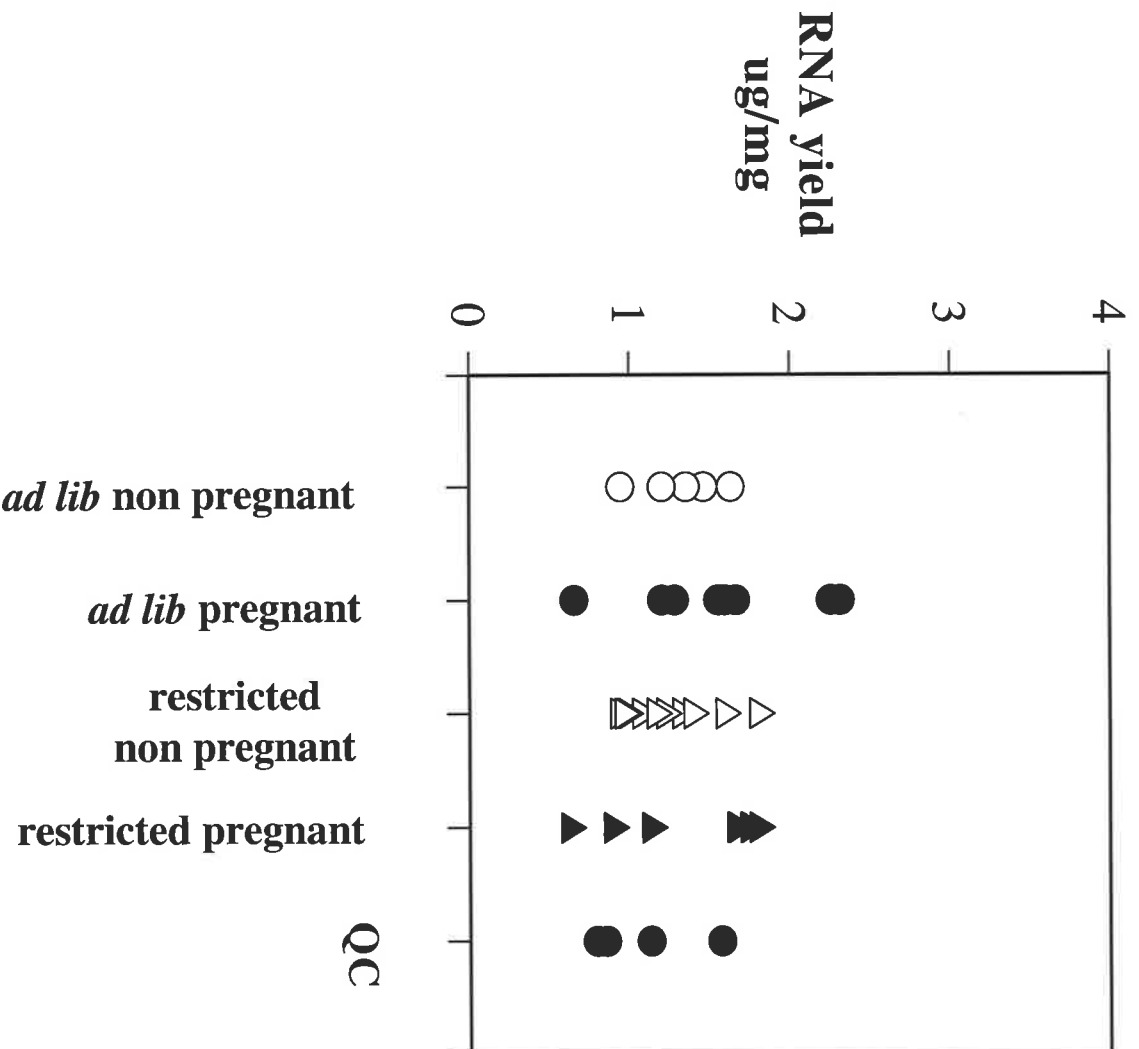 RNA yield
ug/mg
0
1
2
3
4
ad lib non pregnant
ad lib pregnant
restricted
non pregnant
restricted pregnant
QC